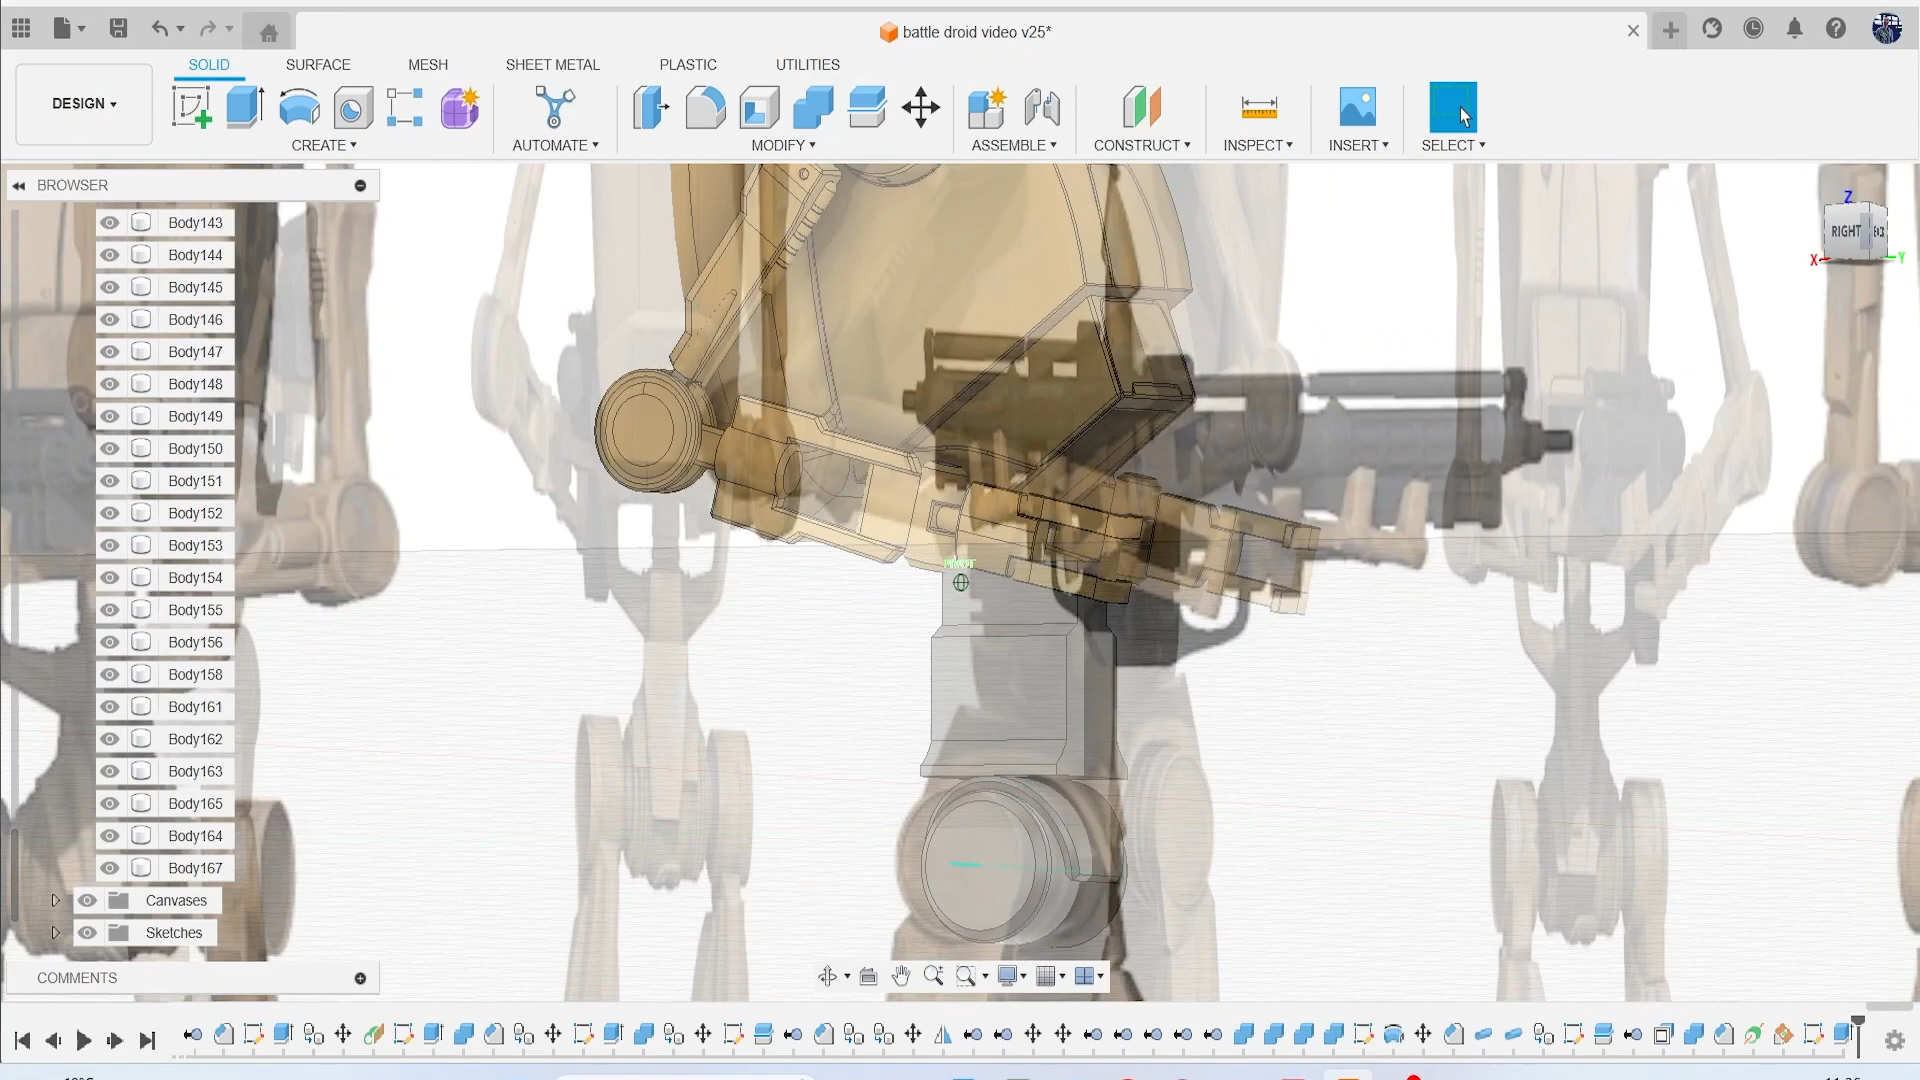 battle droid video v25*
SOLID
SURFACE
MESH
SHEET METAL
PLASTIC
UTILITIES
DESIGN
CREATE
AUTOMATE
MODIFY
ASSEMBLE
CONSTRUCT
INSPECT
INSERT
SELECT
BROWSER
Body143
Body144
Body145
Body146
Body147
Body148
Body149
Body150
Body151
Body152
Body153
Body154
Body155
Body156
Body158
Body161
Body162
Body163
Body165
Body164
Body167
Canvases
Sketches
COMMENTS
Z
RIGHT
X
Y